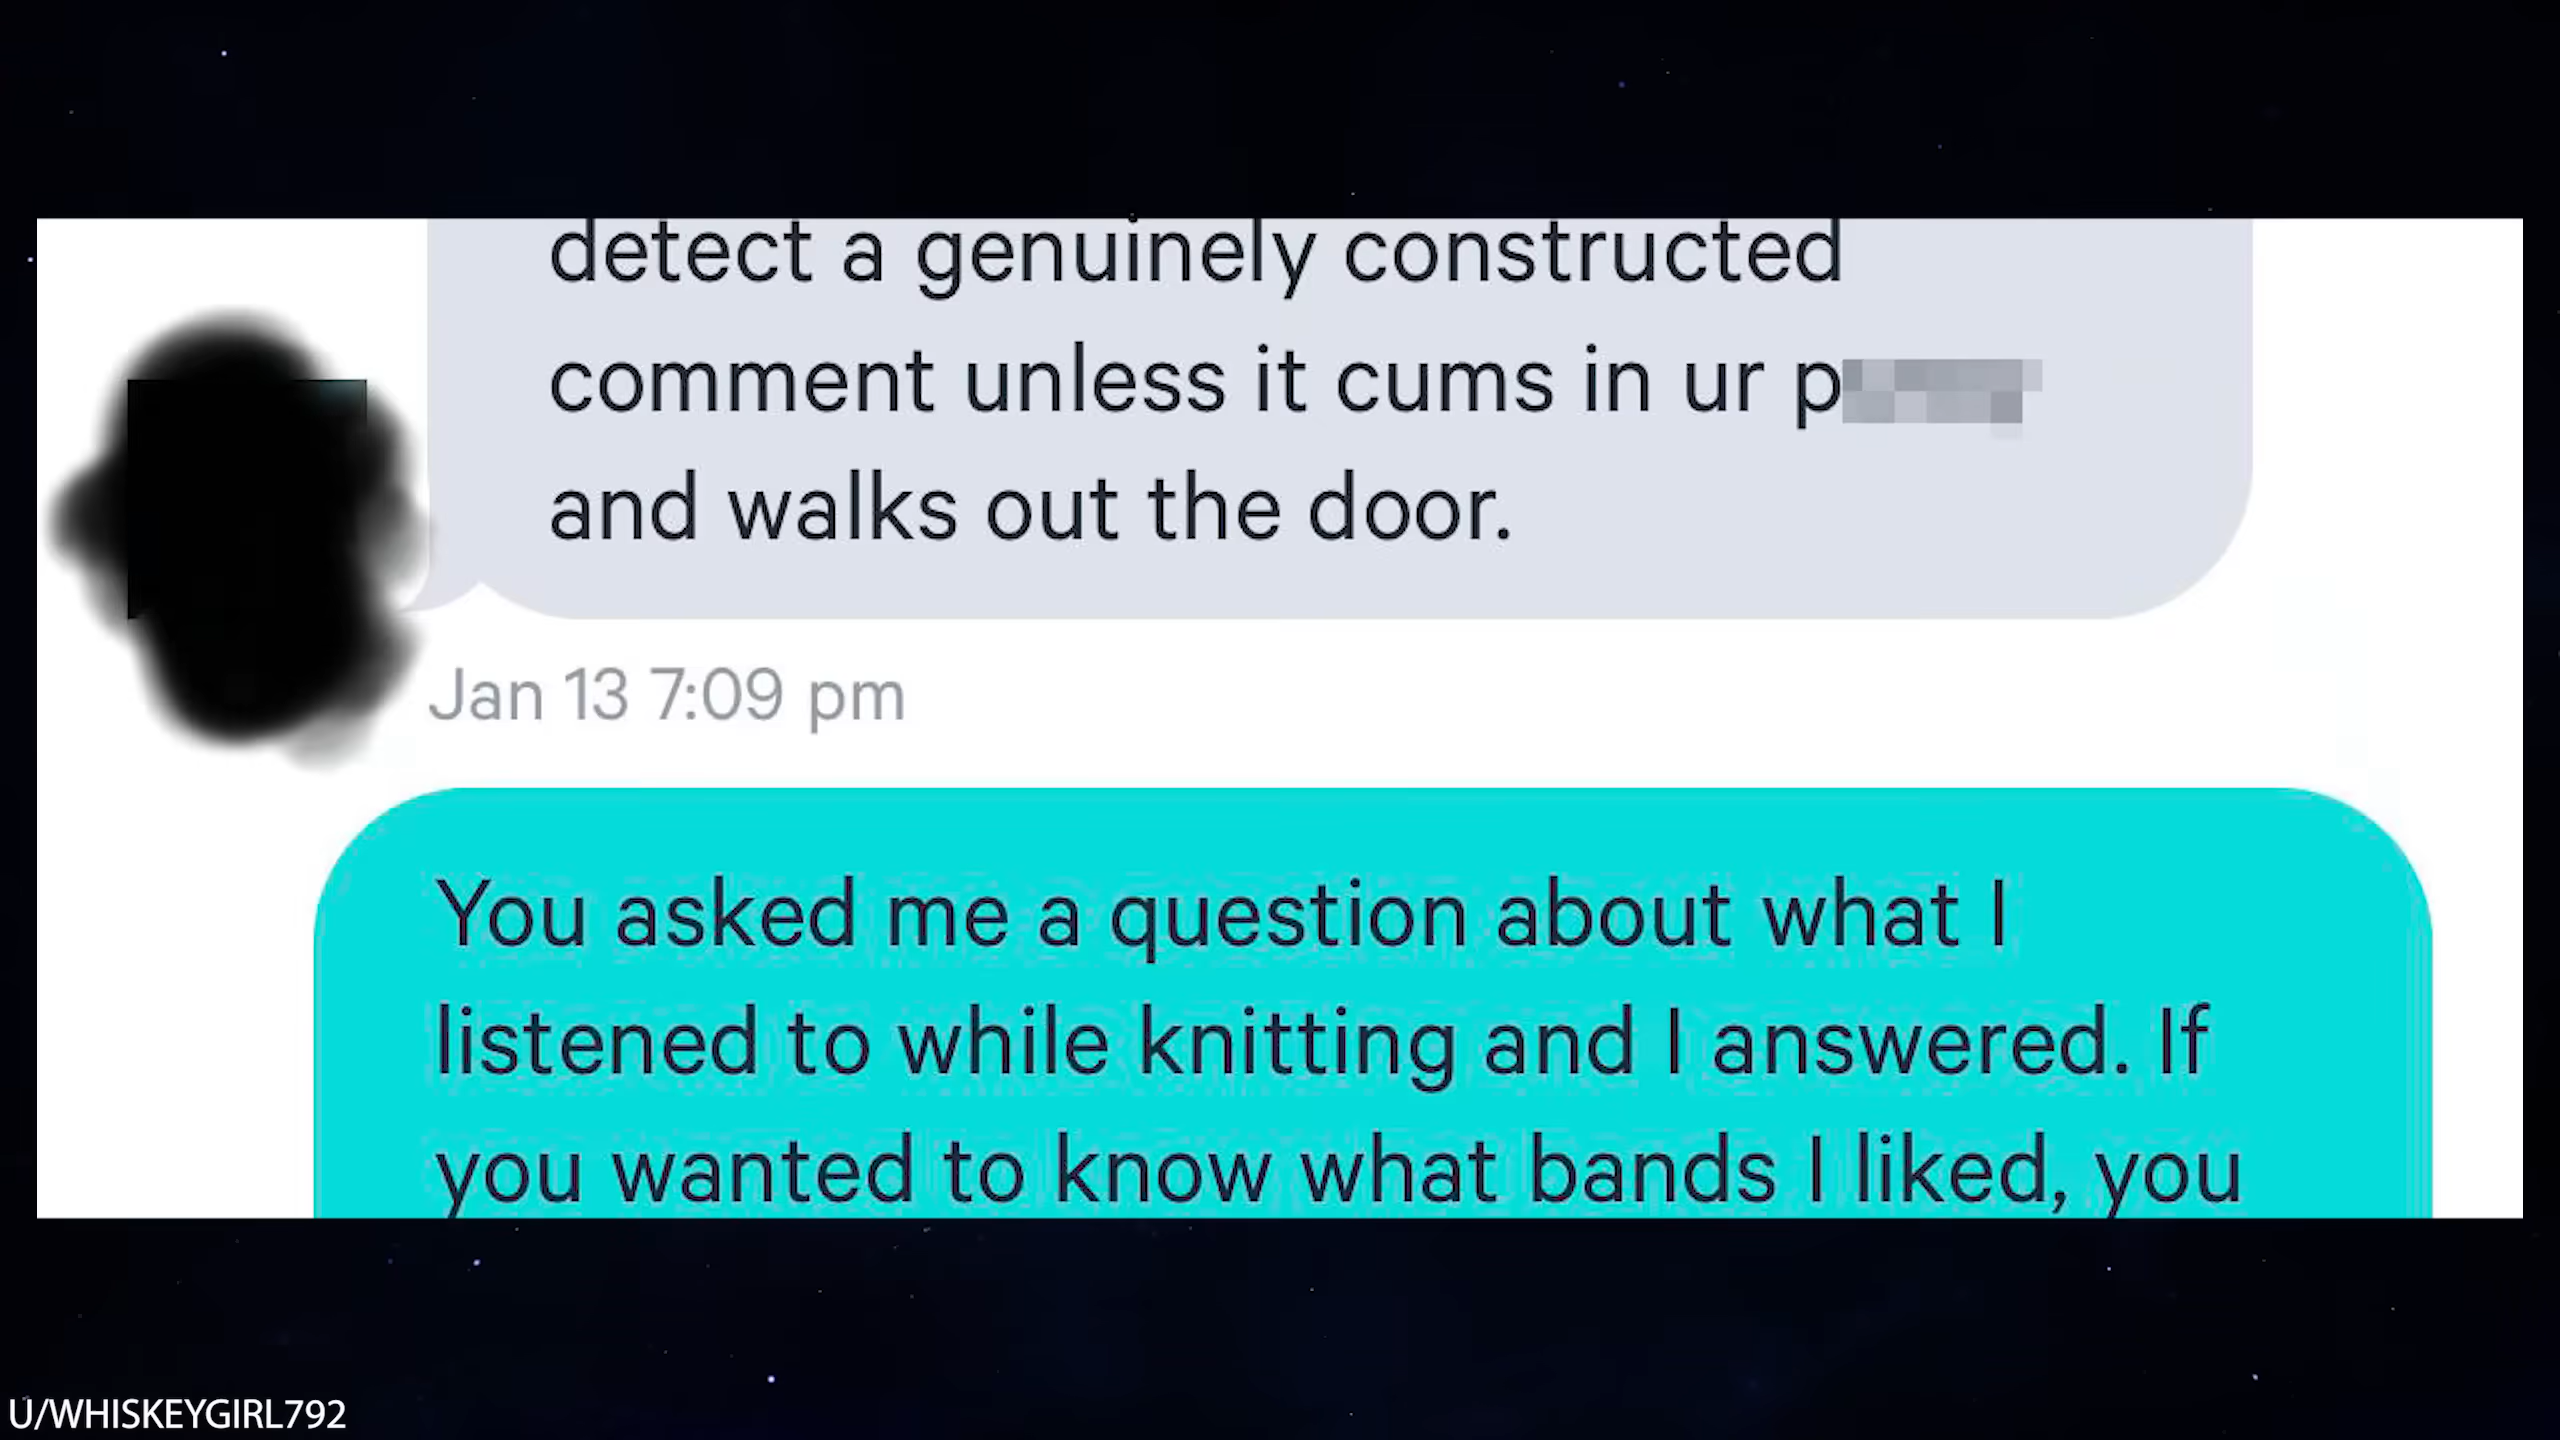 detect a genuinely constructed
comment unless it cums in ur p
and walks out the door.
Jan 13 7:09 pm
You asked me a question about what I
listened to while knitting and I answered. If
you wanted to know what bands I liked, you
U/WHISKEYGIRL792